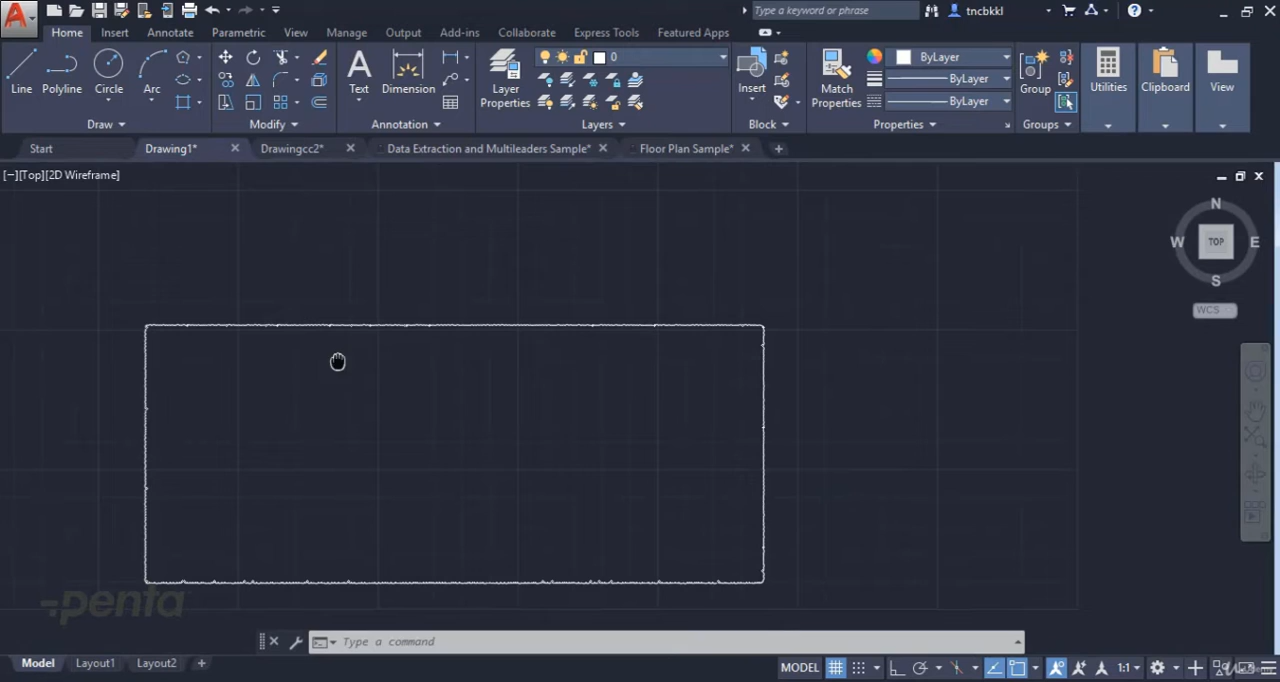 Type a keyword or phrase
tncbkkl
Home Insert Annotate Parametric View Manage Output Add-ins Collaborate Express Tools Featured Apps
A
0
ByLayer
ByLayer
ByLayer
Line Polyline Circle Arc Text Dimension Layer Properties Insert Match Properties Group Utilities Clipboard View
Draw Modify Annotation Layers Block Properties Groups
Start Drawing1* Drawingcc2* Data Extraction and Multileaders Sample* Floor Plan Sample*
[−][Top][2D Wireframe]
N
W TOP E
S
WCS
penta
Type a command
Model Layout1 Layout2
MODEL 1:1